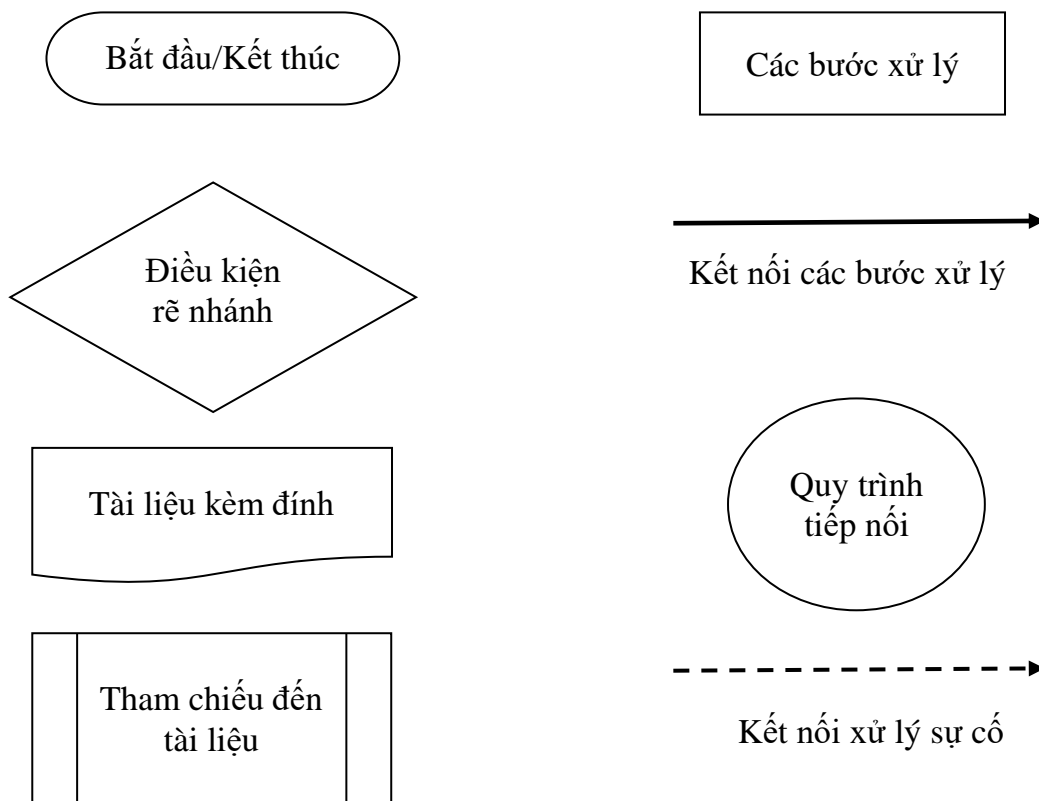 Bắt đầu/Kết thúc
Các bước xử lý
Điều kiện
rẽ nhánh
Kết nối các bước xử lý
Tài liệu kèm đính
Quy trình
tiếp nối
Tham chiếu đến
tài liệu
Kết nối xử lý sự cố